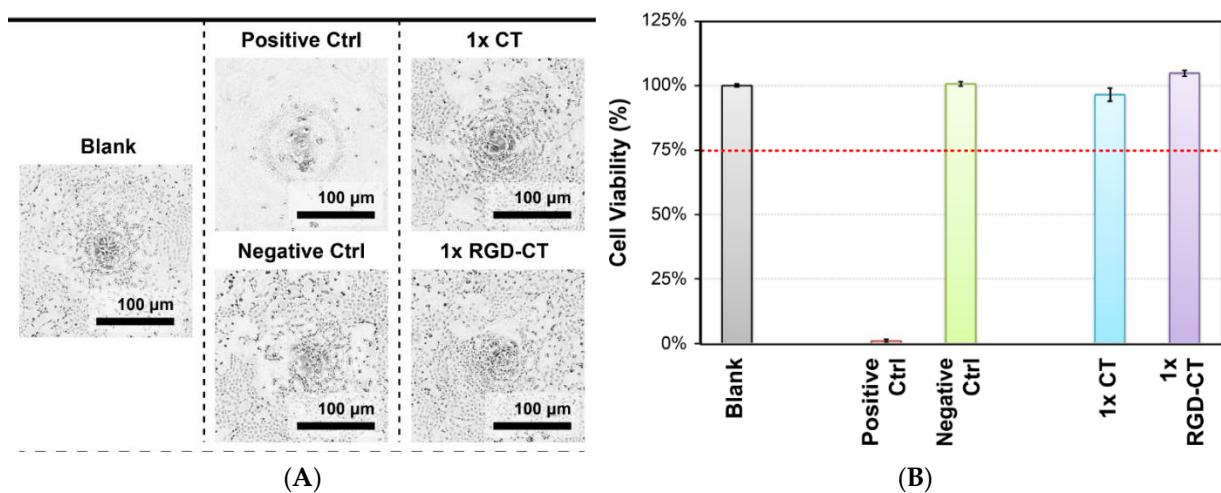 Positive Ctrl
1x CT
Blank
100 µm
100 µm
100 µm
Negative Ctrl
1x RGD-CT
100 µm
100 µm
(A)
125%
100%
75%
50%
25%
0%
Cell Viability (%)
Blank
Positive
Ctrl
Negative
Ctrl
1x CT
1x
RGD-CT
(B)